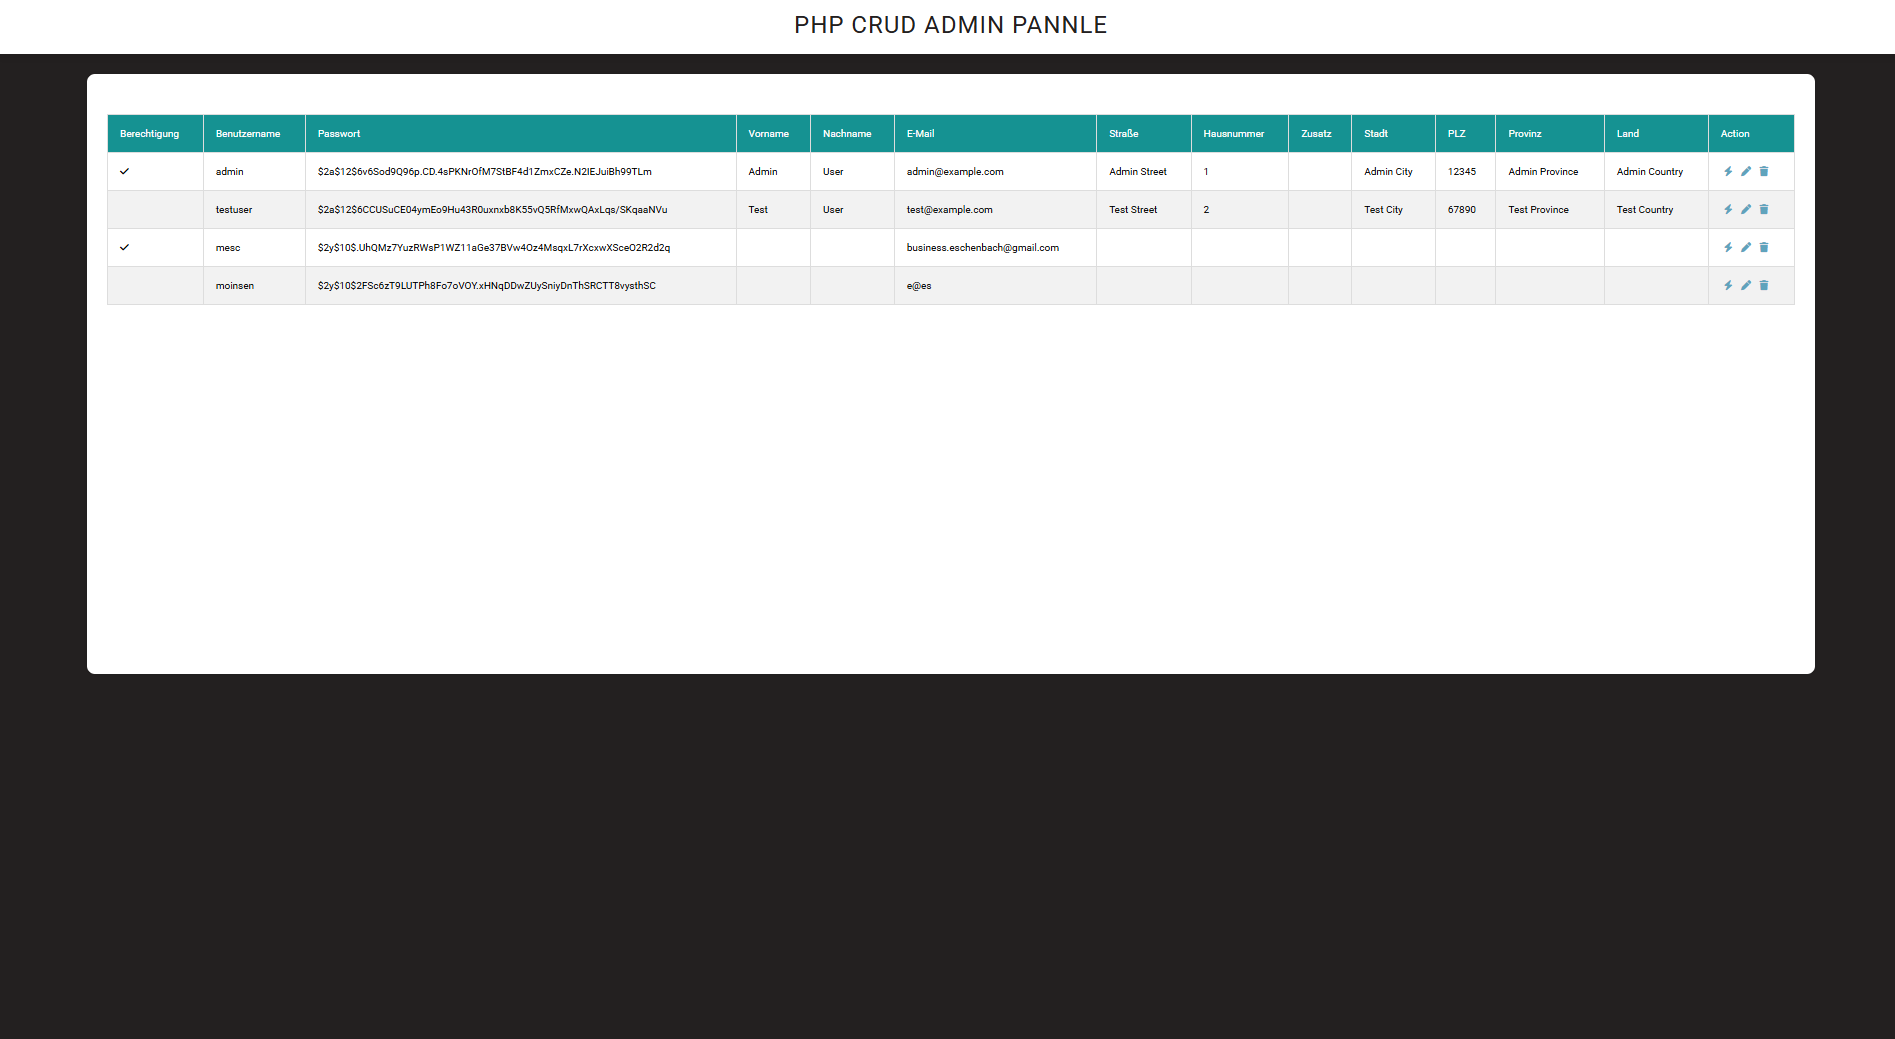 PHP CRUD ADMIN PANNLE
Berechtigung Benutzername Passwort Vorname Nachname E-Mail Straße Hausnummer Zusatz Stadt PLZ Provinz Land Action
admin $2a$12$6v6Sod9Q96p.CD.4sPKNrOfM7StBF4d1ZmxCZe.N2IEJuiBh99TLm Admin User admin@example.com Admin Street 1 Admin City 12345 Admin Province Admin Country
testuser $2a$12$6CCUSuCE04ymEo9Hu43R0uxnxb8K55vQ5RfMxwQAxLqs/SKqaaNVu Test User test@example.com Test Street 2 Test City 67890 Test Province Test Country
mesc $2y$10$.UhQMz7YuzRWsP1WZ11aGe37BVw4Oz4MsqxL7rXcxwXSceO2R2d2q business.eschenbach@gmail.com
moinsen $2y$10$2FSc6zT9LUTPh8Fo7oVOY.xHNqDDwZUySniyDnThSRCTT8vysthSC e@es